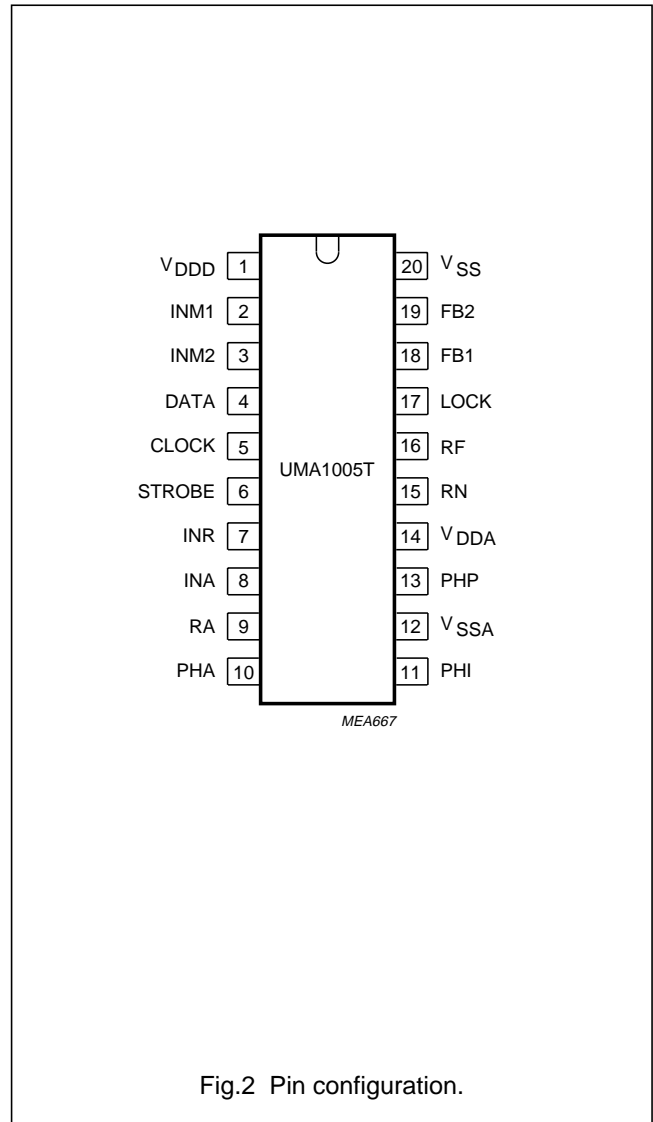 VDDD 1 20 VSS
INM1 2 19 FB2
INM2 3 18 FB1
DATA 4 17 LOCK
CLOCK 5 16 RF
UMA1005T
STROBE 6 15 RN
INR 7 14 VDDA
INA 8 13 PHP
RA 9 12 VSSA
PHA 10 11 PHI
MEA667
Fig.2 Pin configuration.